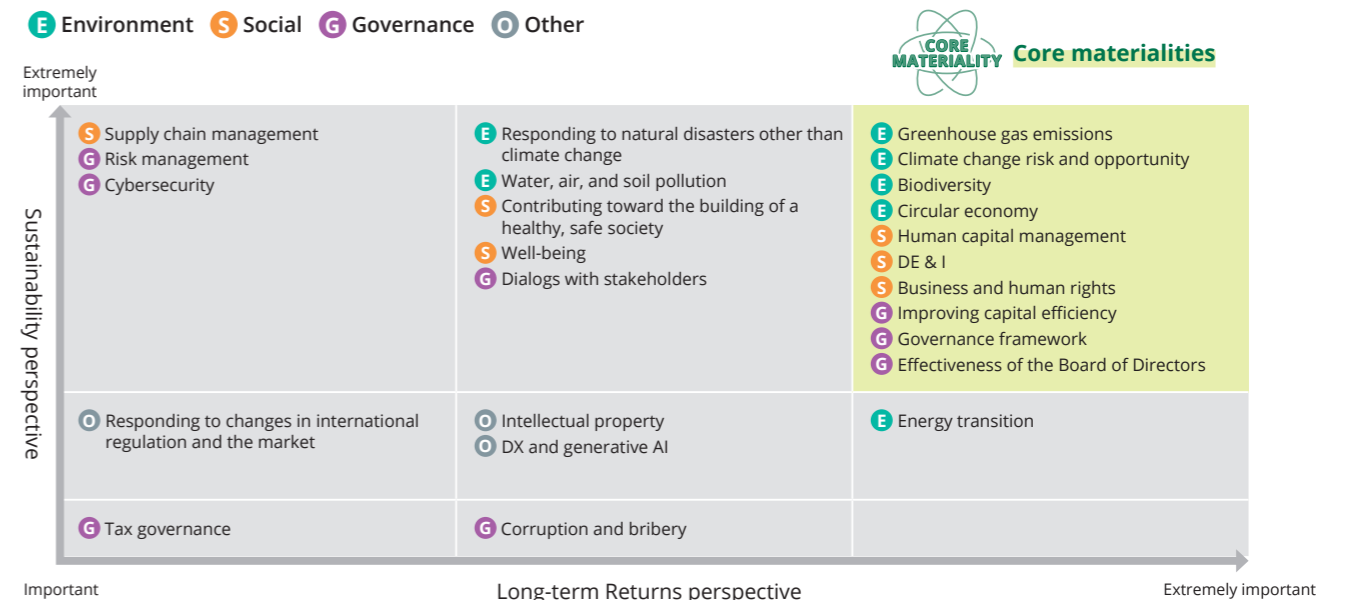 E Environment S Social G Governance O Other
CORE
MATERIALITY
Core materialities
Extremely
important
Sustainability perspective
S Supply chain management
G Risk management
G Cybersecurity
E Responding to natural disasters other than
climate change
E Water, air, and soil pollution
S Contributing toward the building of a
healthy, safe society
S Well-being
G Dialogs with stakeholders
E Greenhouse gas emissions
E Climate change risk and opportunity
E Biodiversity
E Circular economy
S Human capital management
S DE & I
S Business and human rights
G Improving capital efficiency
G Governance framework
G Effectiveness of the Board of Directors
O Responding to changes in international
regulation and the market
O Intellectual property
O DX and generative AI
E Energy transition
G Tax governance
G Corruption and bribery
Important
Long-term Returns perspective
Extremely important